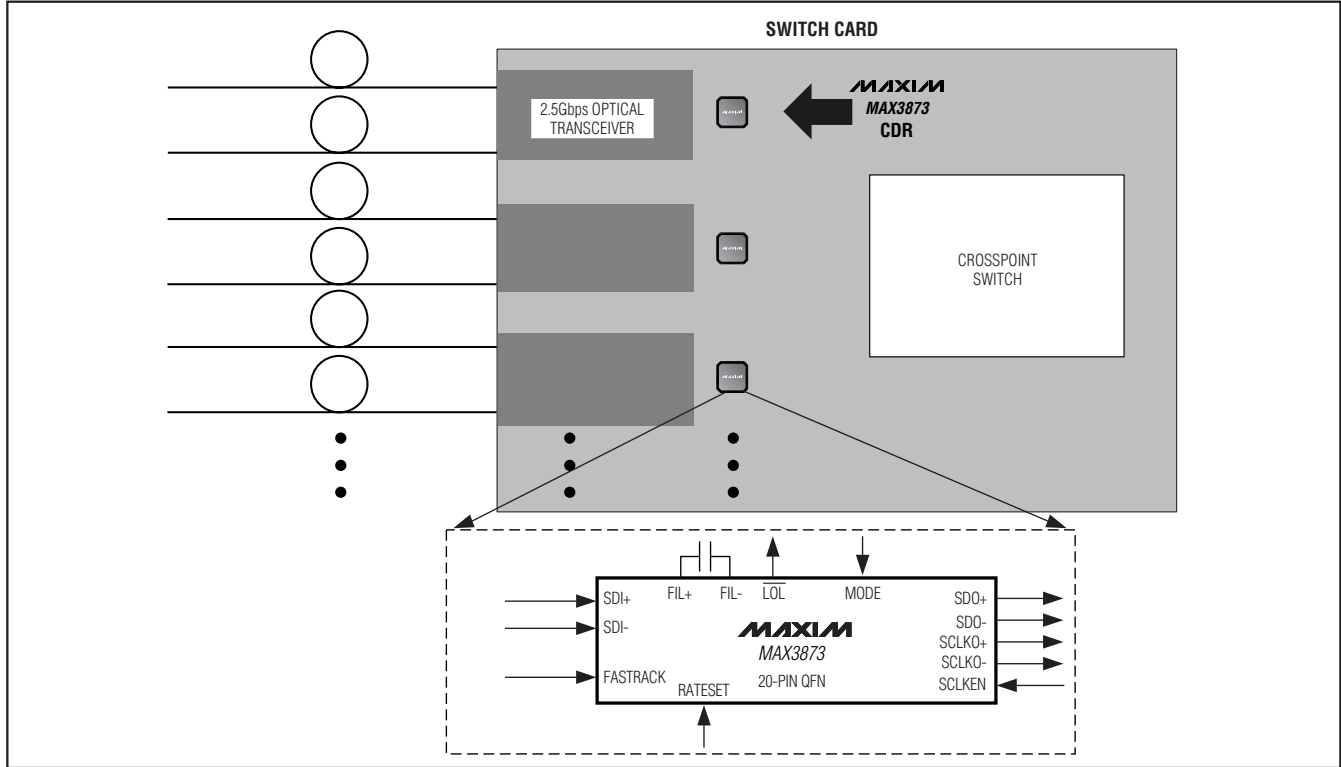 SWITCH CARD
2.5Gbps OPTICAL
TRANSCEIVER
MAXIM
MAX3873
CDR
CROSSPOINT
SWITCH
SDI+
SDI-
FASTRACK
FIL+
FIL-
LOL
MODE
MAXIM
MAX3873
20-PIN QFN
RATESET
SDO+
SDO-
SCLKO+
SCLKO-
SCLKEN